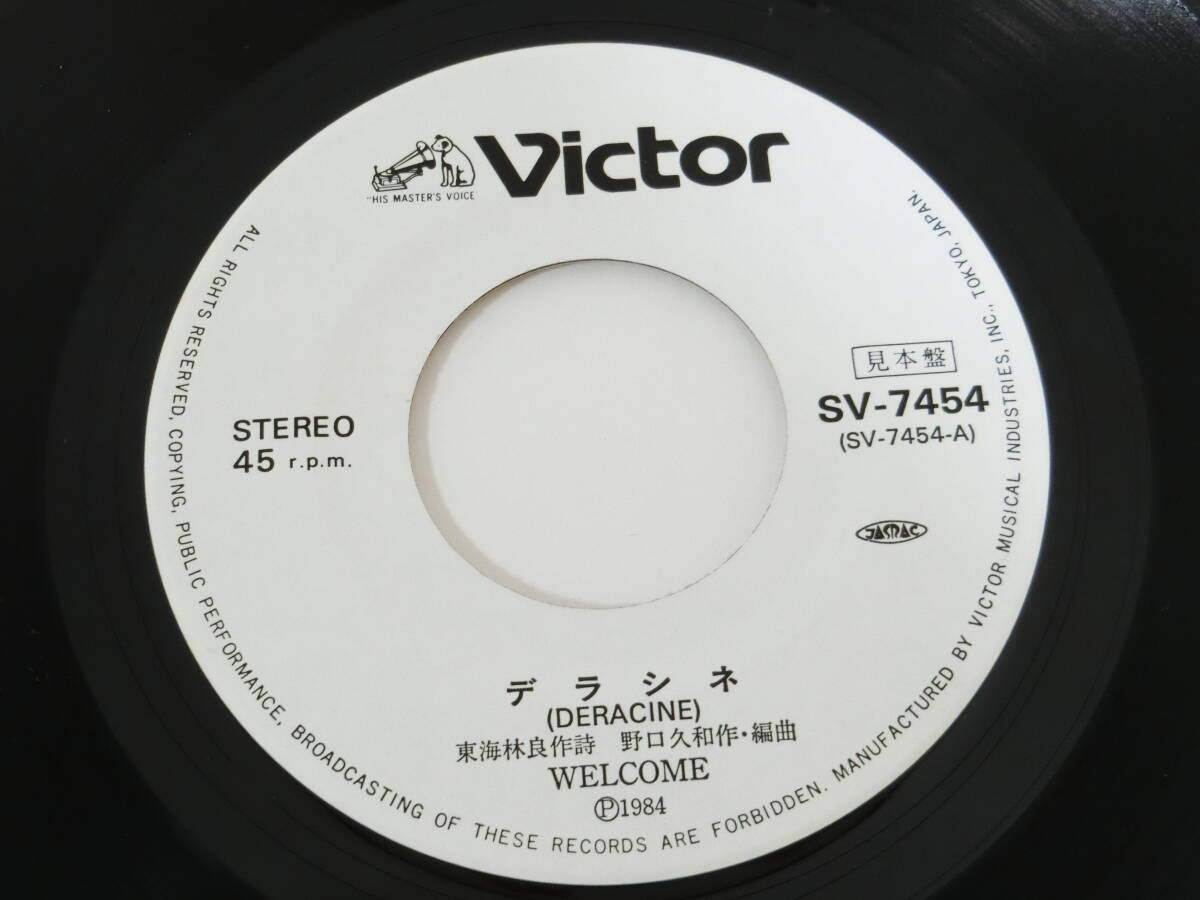 Victor
"HIS MASTER'S VOICE"
見本盤
SV-7454
(SV-7454-A)
STEREO
45 r.p.m.
JASRAC
デラシネ
(DERACINE)
東海林良作詩 野口久和作・編曲
WELCOME
Ⓟ1984
ALL RIGHTS RESERVED, COPYING, PUBLIC PERFORMANCE, BROADCASTING OF THESE RECORDS ARE FORBIDDEN. MANUFACTURED BY VICTOR MUSICAL INDUSTRIES, INC., TOKYO, JAPAN.